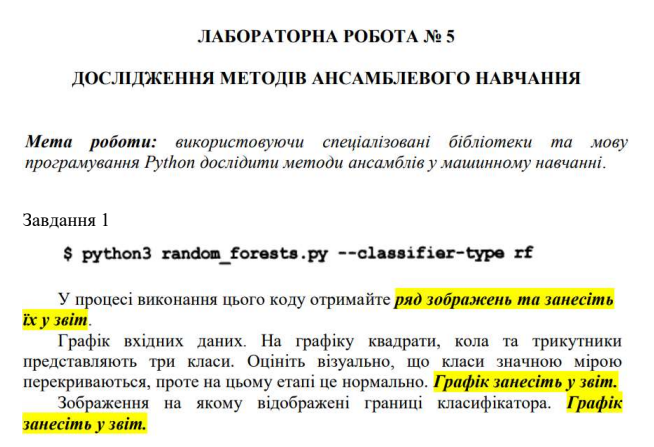 ЛАБОРАТОРНА РОБОТА № 5
ДОСЛІДЖЕННЯ МЕТОДІВ АНСАМБЛЕВОГО НАВЧАННЯ
Мета роботи: використовуючи спеціалізовані бібліотеки та мову
програмування Python дослідити методи ансамблів у машинному навчанні.
Завдання 1
$ python3 random_forests.py --classifier-type rf
У процесі виконання цього коду отримайте ряд зображень та занесіть
їх у звіт.
Графік вхідних даних. На графіку квадрати, кола та трикутники
представляють три класи. Оцініть візуально, що класи значною мірою
перекриваються, проте на цьому етапі це нормально. Графік занесіть у звіт.
Зображення на якому відображені границі класифікатора. Графік
занесіть у звіт.